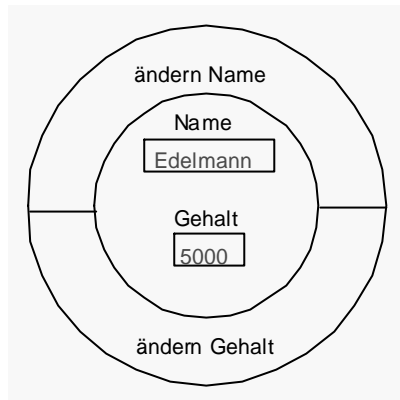 ändern Name
Name
Edelmann
Gehalt
5000
ändern Gehalt